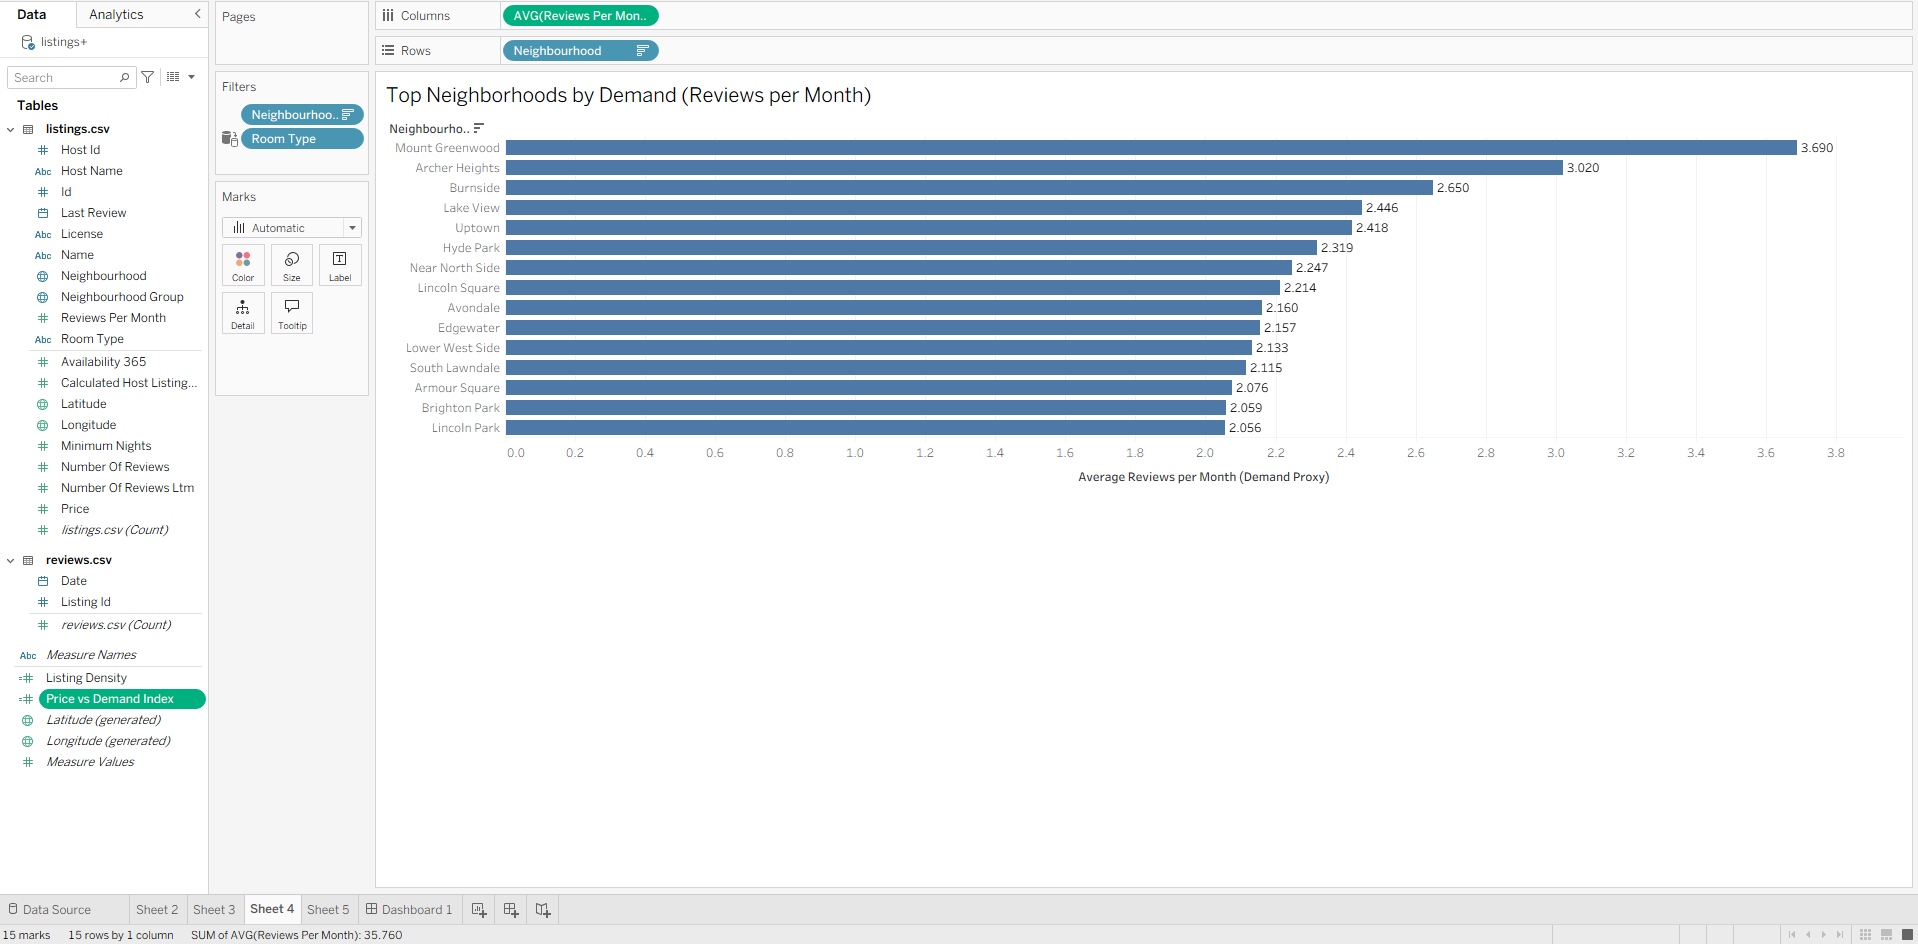 Data
Analytics
listings+
Search
Tables
listings.csv
Host Id
Abc Host Name
Id
Last Review
Abc License
Abc Name
Neighbourhood
Neighbourhood Group
Reviews Per Month
Abc Room Type
Availability 365
Calculated Host Listing...
Latitude
Longitude
Minimum Nights
Number Of Reviews
Number Of Reviews Ltm
Price
listings.csv (Count)
reviews.csv
Date
Listing Id
reviews.csv (Count)
Abc Measure Names
Listing Density
Price vs Demand Index
Latitude (generated)
Longitude (generated)
Measure Values
Pages
Filters
Neighbourhoo..
Room Type
Marks
Automatic
Color
Size
Label
Detail
Tooltip
Columns
AVG(Reviews Per Mon..
Rows
Neighbourhood
Top Neighborhoods by Demand (Reviews per Month)
Neighbourho..
Mount Greenwood 3.690
Archer Heights 3.020
Burnside 2.650
Lake View 2.446
Uptown 2.418
Hyde Park 2.319
Near North Side 2.247
Lincoln Square 2.214
Avondale 2.160
Edgewater 2.157
Lower West Side 2.133
South Lawndale 2.115
Armour Square 2.076
Brighton Park 2.059
Lincoln Park 2.056
0.0 0.2 0.4 0.6 0.8 1.0 1.2 1.4 1.6 1.8 2.0 2.2 2.4 2.6 2.8 3.0 3.2 3.4 3.6 3.8
Average Reviews per Month (Demand Proxy)
Data Source
Sheet 2
Sheet 3
Sheet 4
Sheet 5
Dashboard 1
15 marks
15 rows by 1 column
SUM of AVG(Reviews Per Month): 35.760